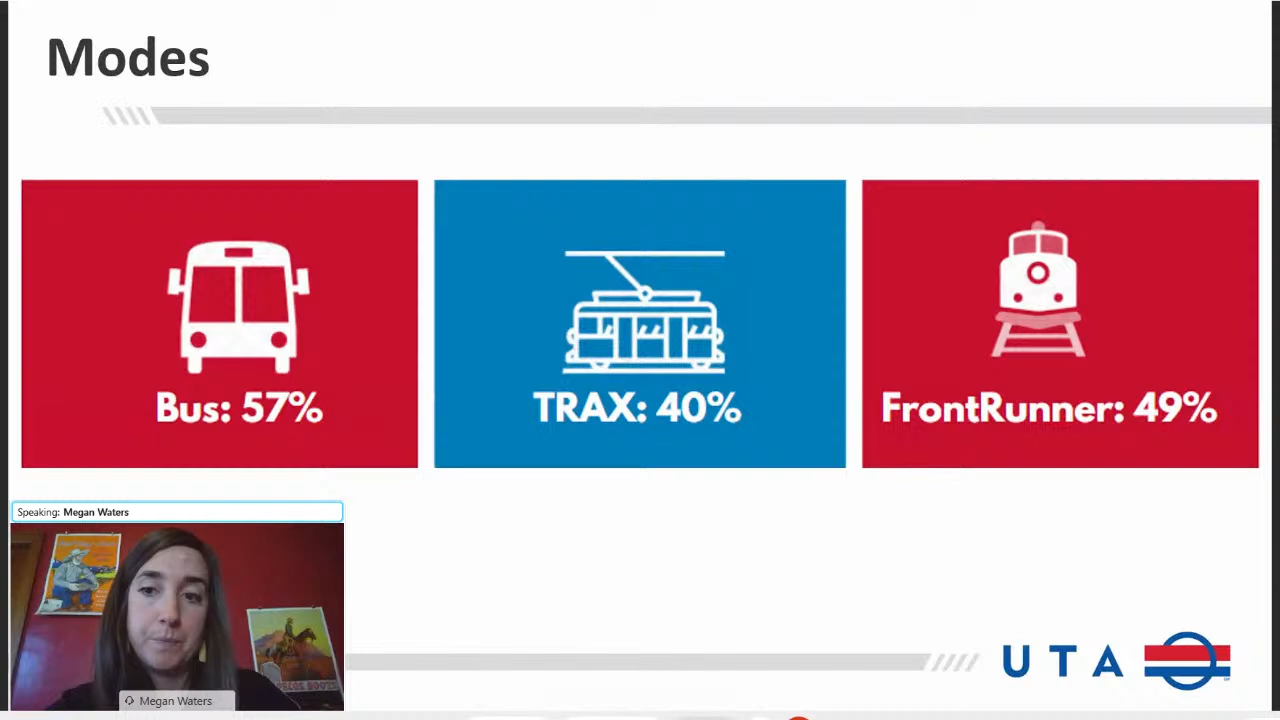 Modes
Bus: 57%
TRAX: 40%
FrontRunner: 49%
Speaking: Megan Waters
Megan Waters
UTA